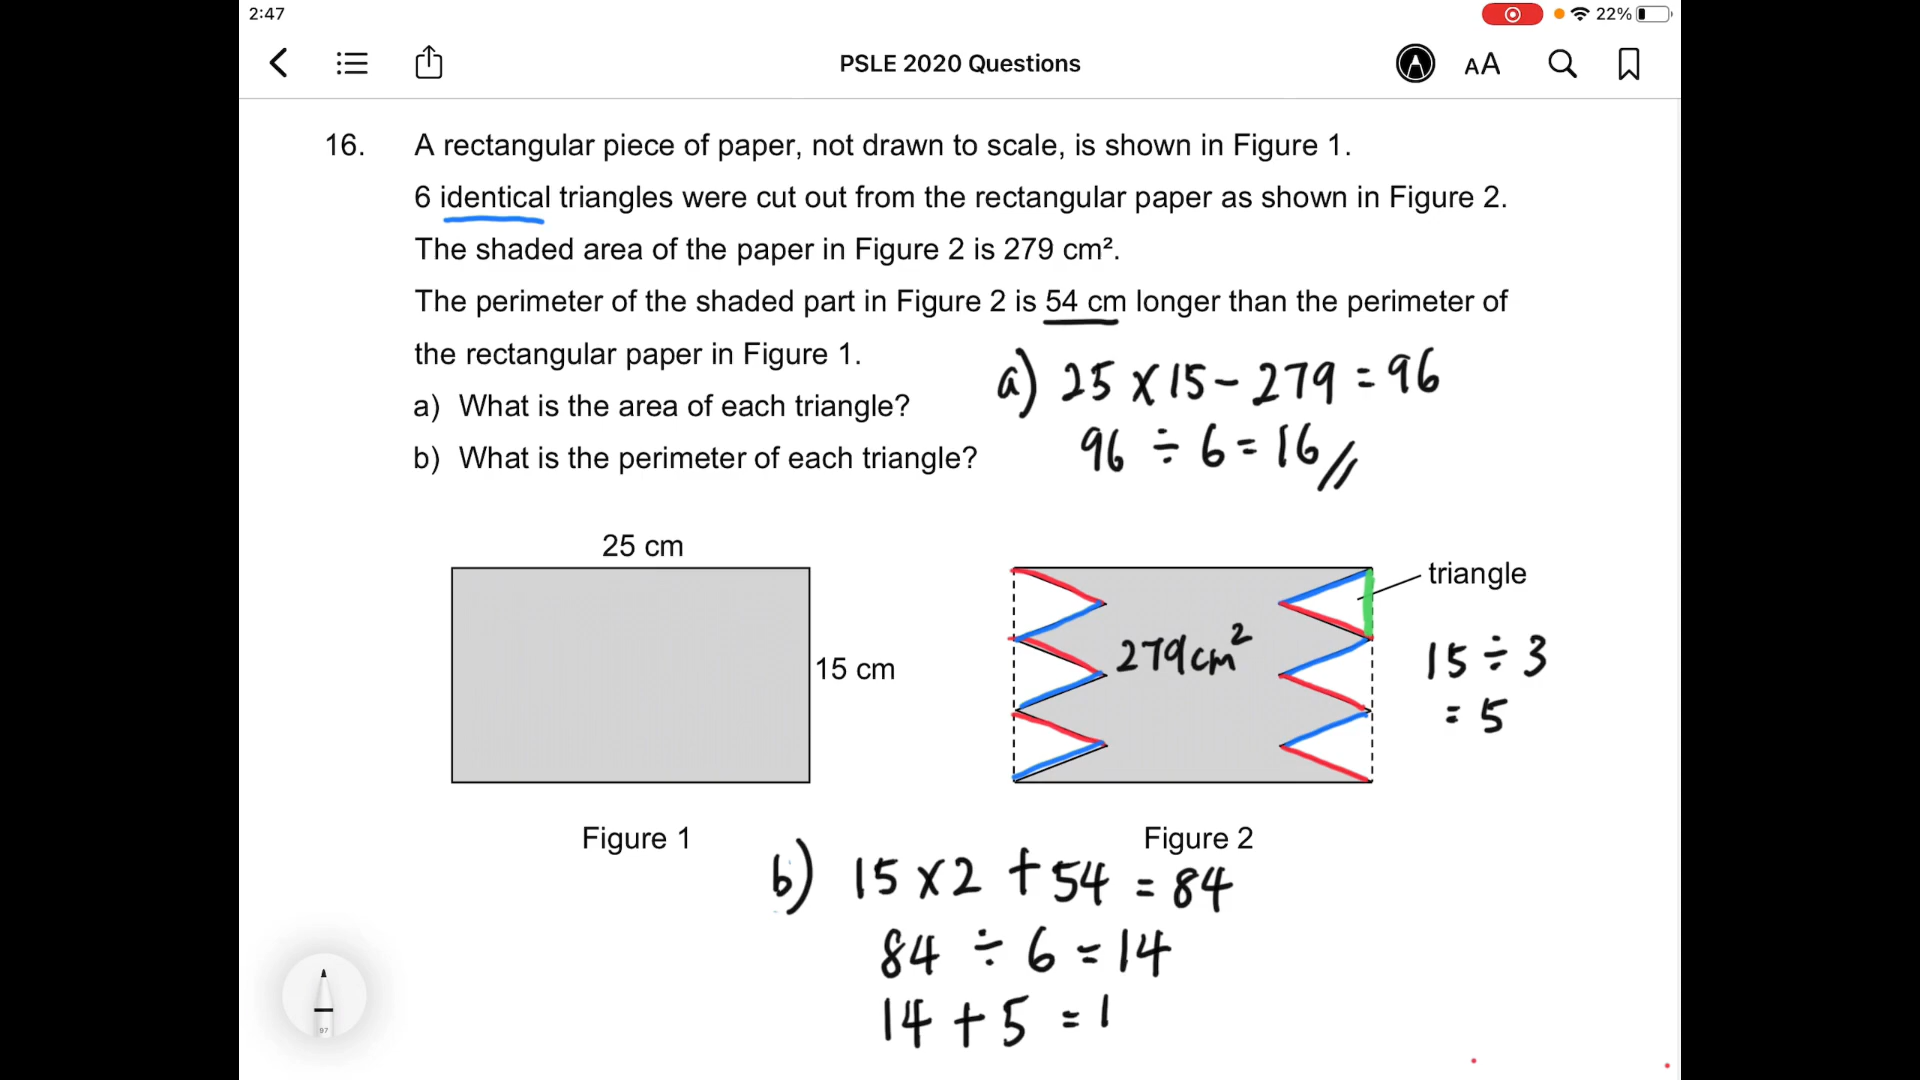 2:47
22%
PSLE 2020 Questions
AA
16. A rectangular piece of paper, not drawn to scale, is shown in Figure 1.
6 identical triangles were cut out from the rectangular paper as shown in Figure 2.
The shaded area of the paper in Figure 2 is 279 cm².
The perimeter of the shaded part in Figure 2 is 54 cm longer than the perimeter of
the rectangular paper in Figure 1.
a) What is the area of each triangle?
b) What is the perimeter of each triangle?
a) 25 x 15 - 279 = 96
96 ÷ 6 = 16 //
25 cm
15 cm
Figure 1
triangle
279 cm²
15 ÷ 3
= 5
Figure 2
b) 15 x 2 + 54 = 84
84 ÷ 6 = 14
14 + 5 = 1
97